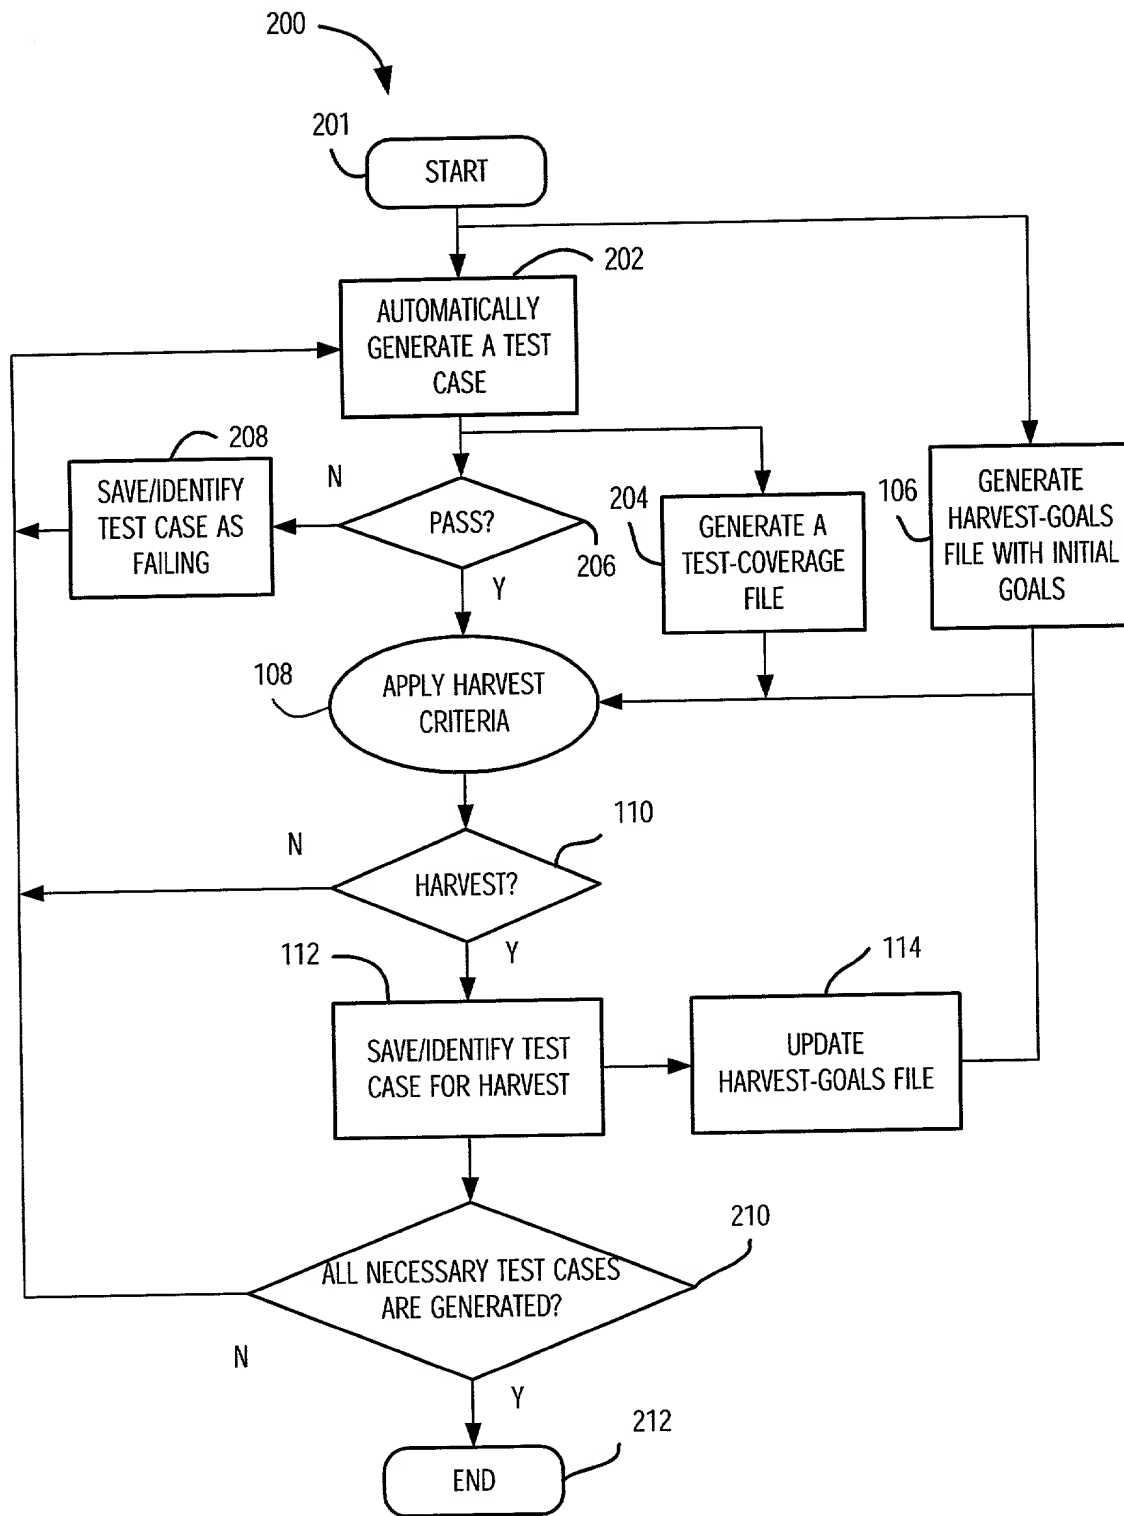 200
201
START
202
AUTOMATICALLY
GENERATE A TEST
CASE
208
SAVE/IDENTIFY
TEST CASE AS
FAILING
N
PASS?
206
Y
204
GENERATE A
TEST-COVERAGE
FILE
106
GENERATE
HARVEST-GOALS
FILE WITH INITIAL
GOALS
108
APPLY HARVEST
CRITERIA
110
N
HARVEST?
Y
112
SAVE/IDENTIFY TEST
CASE FOR HARVEST
114
UPDATE
HARVEST-GOALS FILE
210
ALL NECESSARY TEST CASES
ARE GENERATED?
N
Y
212
END